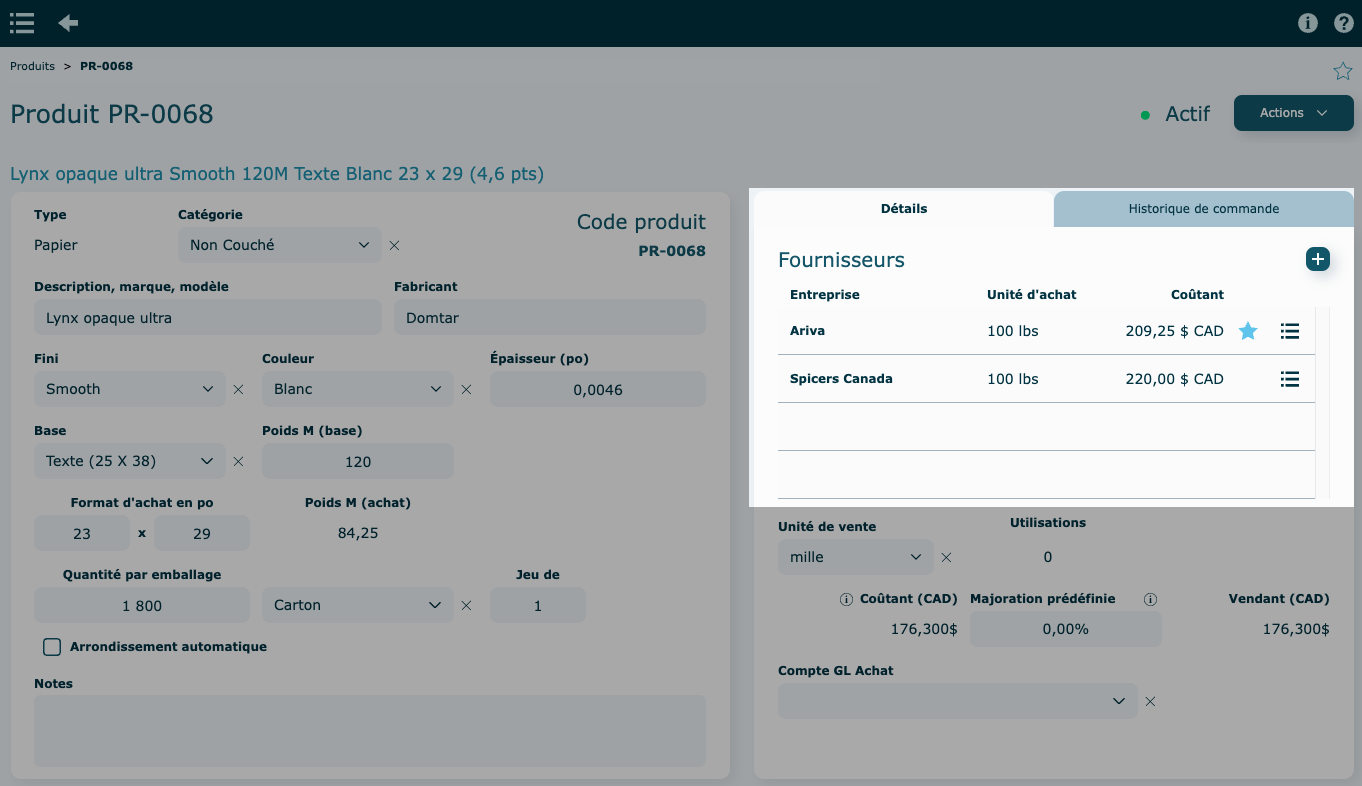 Produits > PR-0068
Produit PR-0068
Actif
Actions
Lynx opaque ultra Smooth 120M Texte Blanc 23 x 29 (4,6 pts)
Type
Catégorie
Code produit
Papier
Non Couché
PR-0068
Description, marque, modèle
Fabricant
Lynx opaque ultra
Domtar
Fini
Couleur
Épaisseur (po)
Smooth
Blanc
0,0046
Base
Poids M (base)
Texte (25 X 38)
120
Format d'achat en po
Poids M (achat)
23 x 29
84,25
Quantité par emballage
Jeu de
1 800
Carton
1
Arrondissement automatique
Notes
Détails
Historique de commande
Fournisseurs
Entreprise Unité d'achat Coûtant
Ariva 100 lbs 209,25 $ CAD
Spicers Canada 100 lbs 220,00 $ CAD
Unité de vente
Utilisations
mille
0
Coûtant (CAD)
Majoration prédéfinie
Vendant (CAD)
176,300$
0,00%
176,300$
Compte GL Achat